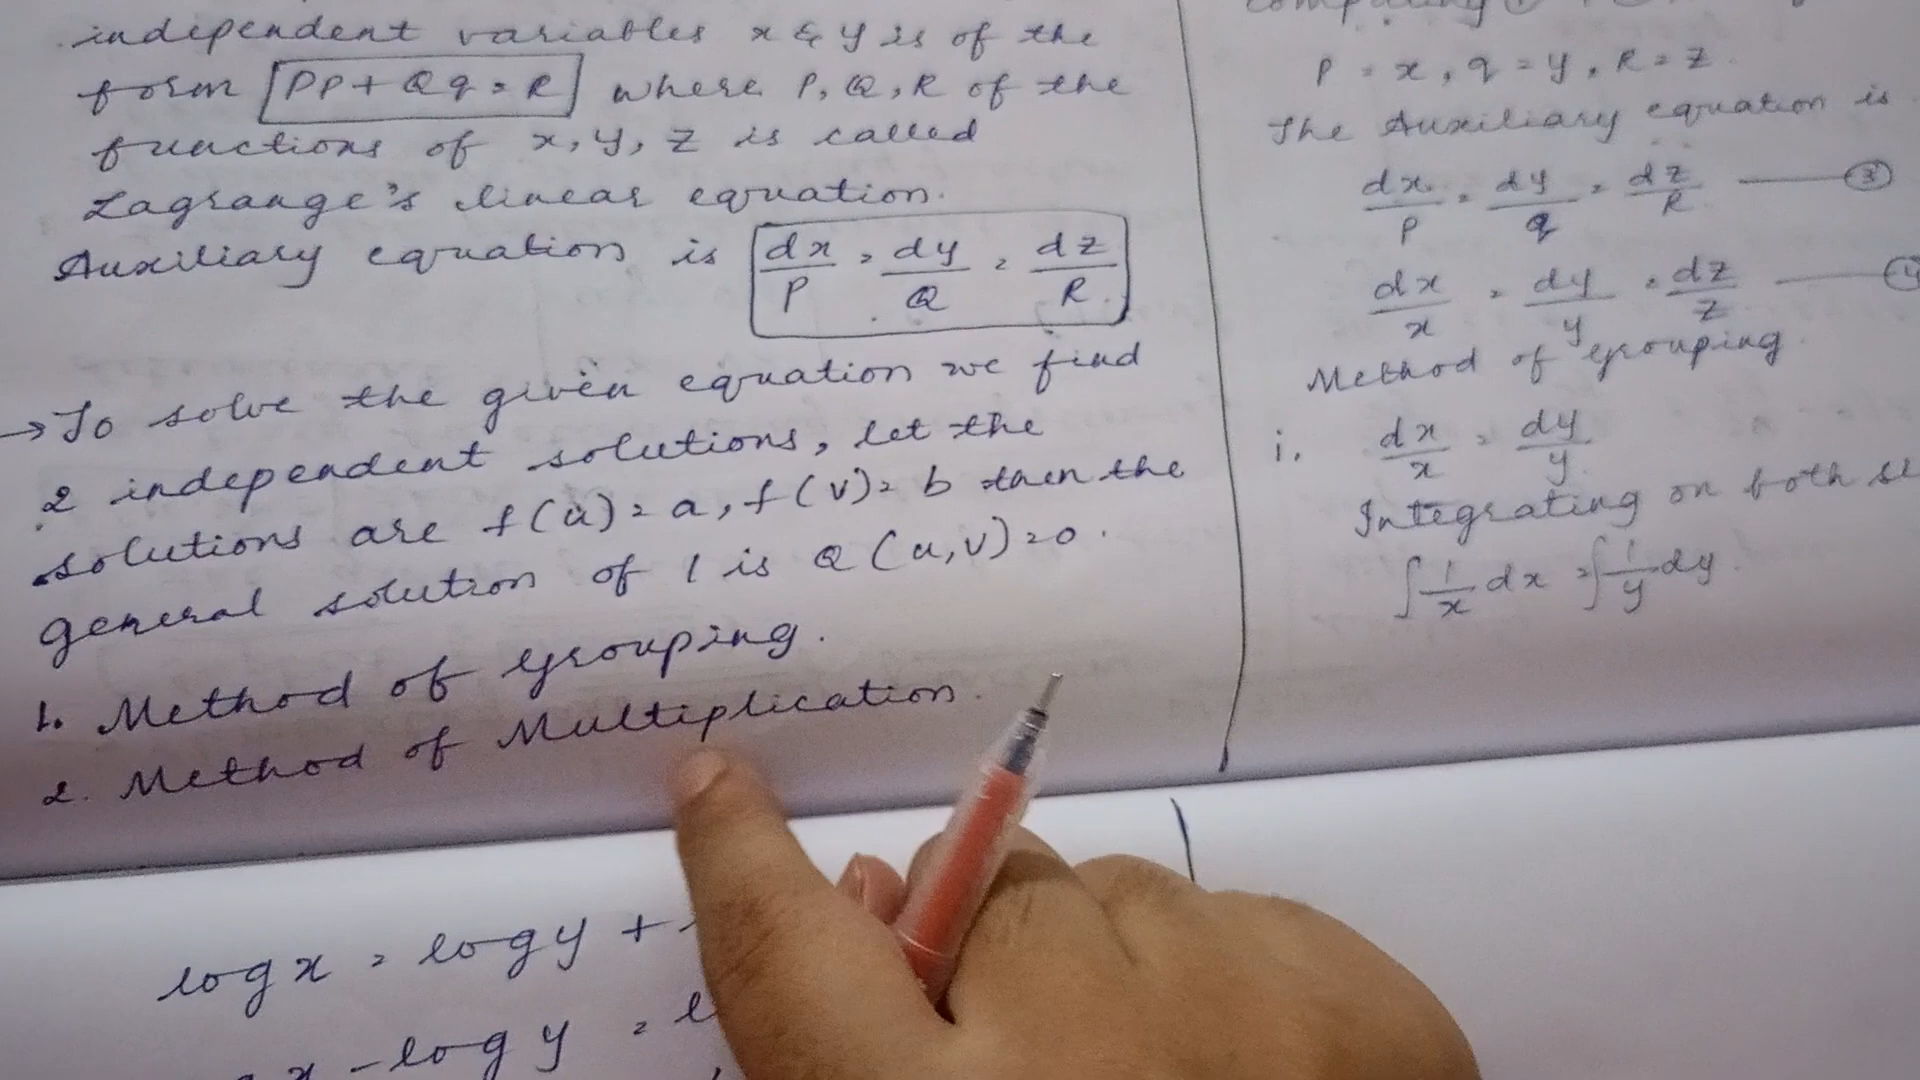 independent variables x & y is of the
form Pp + Qq = R where P, Q, R of the
functions of x, y, z is called
Lagrange's linear equation.
Auxiliary equation is dx/P = dy/Q = dz/R
→ To solve the given equation we find
2 independent solutions, let the
solutions are f(u) = a, f(v) = b then the
general solution of 1 is Q(u,v) = 0.
1. Method of grouping.
2. Method of Multiplication.
log x = log y +
x - log y =
P = x, q = y, R = z.
The Auxiliary equation is
dx/P = dy/q = dz/R — ③
dx/x = dy/y = dz/z — ④
Method of grouping.
i. dx/x = dy/y
Integrating on both
∫ 1/x dx = ∫ 1/y dy.